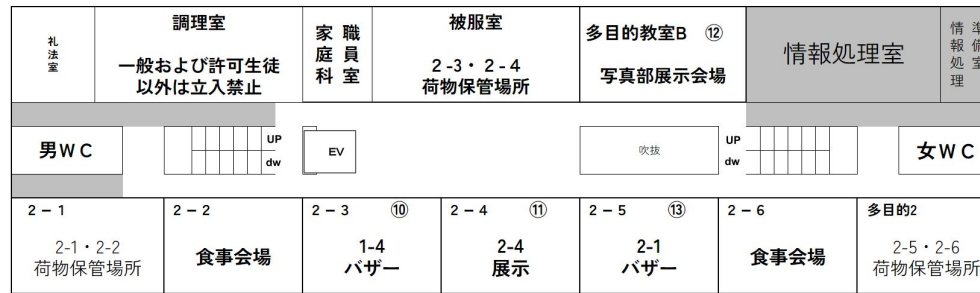 礼法室
調理室
一般および許可生徒
以外は立入禁止
家庭科
職員室
被服室
2-3・2-4
荷物保管場所
多目的教室B ⑫
写真部展示会場
情報処理室
情報処理
準備室
男WC
UP
dw
EV
吹抜
UP
dw
女WC
2-1
2-1・2-2
荷物保管場所
2-2
食事会場
2-3 ⑩
1-4
バザー
2-4 ⑪
2-4
展示
2-5 ⑬
2-1
バザー
2-6
食事会場
多目的2
2-5・2-6
荷物保管場所